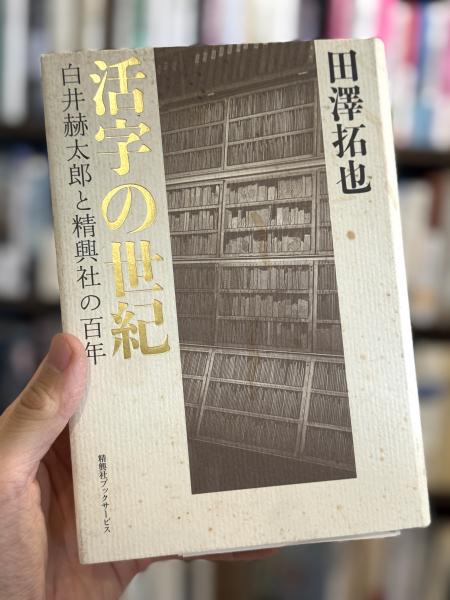 田澤拓也
活字の世紀
白井赫太郎と精興社の百年
精興社ブックサービス